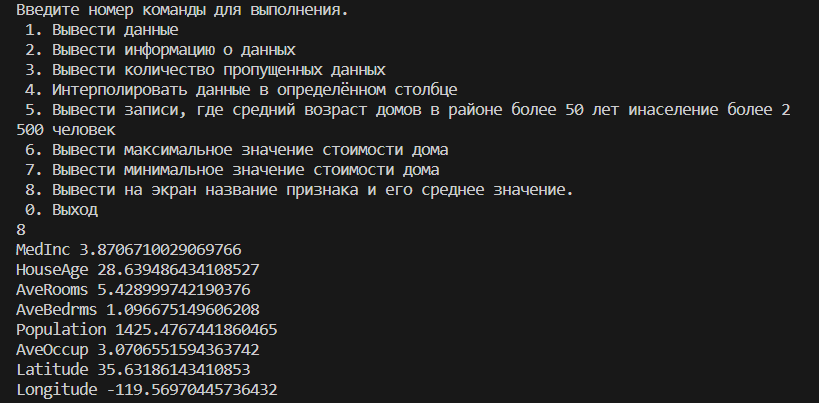 Введите номер команды для выполнения.
1. Вывести данные
2. Вывести информацию о данных
3. Вывести количество пропущенных данных
4. Интерполировать данные в определённом столбце
5. Вывести записи, где средний возраст домов в районе более 50 лет инаселение более 2
500 человек
6. Вывести максимальное значение стоимости дома
7. Вывести минимальное значение стоимости дома
8. Вывести на экран название признака и его среднее значение.
0. Выход
8
MedInc 3.8706710029069766
HouseAge 28.639486434108527
AveRooms 5.428999742190376
AveBedrms 1.096675149606208
Population 1425.4767441860465
AveOccup 3.0706551594363742
Latitude 35.63186143410853
Longitude -119.56970445736432